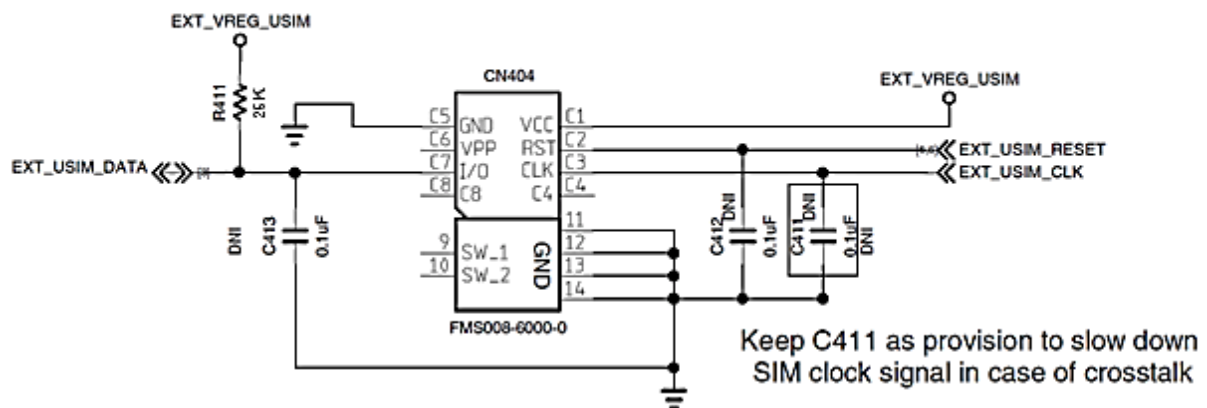 EXT_VREG_USIM
R411
25K
EXT_USIM_DATA
DNI
C413
0.1uF
CN404
C5 GND VCC C1
C6 VPP RST C2
C7 I/O CLK C3
C8 C8 C4 C4
9 SW_1
10 SW_2
GND
11
12
13
14
FMS008-6000-0
EXT_VREG_USIM
EXT_USIM_RESET
EXT_USIM_CLK
C412
DNI
0.1uF
C411
DNI
0.1uF
DNI
Keep C411 as provision to slow down
SIM clock signal in case of crosstalk